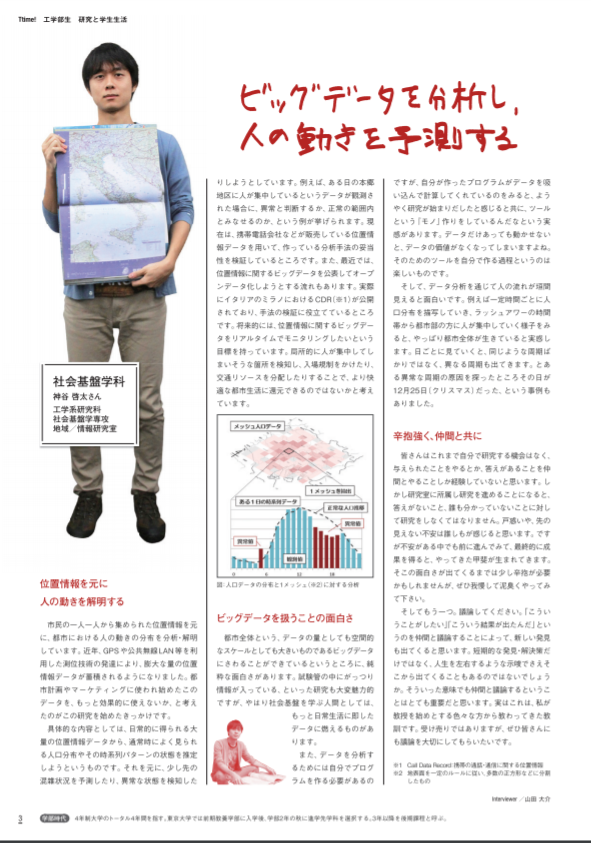 Ttime! 工学部生 研究と学生生活
ビッグデータを分析し、
人の動きを予測する
社会基盤学科
神谷 啓太さん
工学系研究科
社会基盤学専攻
地域/情報研究室
位置情報を元に
人の動きを解明する
市民の一人一人から集められた位置情報を元
に、都市における人の動きの分布を分析・解明
しています。近年、GPSや公共無線LAN等を利
用した測位技術の発達により、膨大な量の位置
情報データが蓄積されるようになりました。都
市計画やマーケティングに使われ始めたこの
データを、もっと効果的に使えないか、と考え
たのがこの研究を始めたきっかけです。
具体的な内容としては、日常的に得られる大
量の位置情報データから、通常時によく見られ
る人口分布やその時系列パターンの状態を推定
しようというものです。それを元に、少し先の
混雑状況を予測したり、異常な状態を検知した
りしようとしています。例えば、ある日の本郷
地区に人が集中しているというデータが観測さ
れた場合に、異常と判断するか、正常の範囲内
とみなせるのか、という例が挙げられます。現
在は、携帯電話会社などが販売している位置情
報データを用いて、作っている分析手法の妥当
性を検証しているところです。また、最近では、
位置情報に関するビッグデータを公表してオープ
ンデータ化しようとする流れもあります。実際
にイタリアのミラノにおけるCDR(※1)が公開
されており、手法の検証に役立てているところ
です。将来的には、位置情報に関するビッグデー
タをリアルタイムでモニタリングしたいという
目標を持っています。局所的に人が集中してし
まいそうな箇所を検知し、入場規制をかけたり、
交通リソースを分配したりすることで、より快
適な都市生活に還元できるのではないかと考え
ています。
メッシュ人口データ
1メッシュを抽出
ある1日の時系列データ
正常な人口推移
異常値
異常値
観測値
0 6 12 18
図:人口データの分析と1メッシュ(※2)に対する分析
ビッグデータを扱うことの面白さ
都市全体という、データの量としても空間的
なスケールとしても大きいものであるビッグデータ
にさわることができているというところに、純
粋な面白さがあります。試験管の中にがっつり
情報が入っている、といった研究も大変魅力的
ですが、やはり社会基盤を学ぶ人間としては、
もっと日常生活に即した
データに燃えるものがあ
ります。
また、データを分析す
るためには自分でプログ
ラムを作る必要があるの
ですが、自分が作ったプログラムがデータを吸
い込んで計算してくれているのをみると、よう
やく研究が始まりだしたと感じると共に、ツール
という「モノ」作りをしているんだなという実
感があります。データだけあっても動かせない
と、データの価値がなくなってしまいますよね。
そのためのツールを自分で作る過程というのは
楽しいものです。
そして、データ分析を通じて人の流れが垣間
見えると面白いです。例えば一定時間ごとに人
口分布を描写していき、ラッシュアワーの時間
帯から都市部の方に人が集中していく様子をみ
ると、やっぱり都市全体が生きていると実感し
ます。日ごとに見ていくと、同じような周期ば
かりではなく、異なる周期も出てきます。とあ
る異常な周期の原因を探ったところその日が
12月25日(クリスマス)だった、という事例も
ありました。
辛抱強く、仲間と共に
皆さんはこれまで自分で研究する機会はなく、
与えられたことをやるとか、答えがあることを仲
間とやることしか経験していないと思います。し
かし研究室に所属し研究を進めることになると、
答えがないこと、誰も分かっていないことに対し
て研究をしなくてはなりません。戸惑いや、先の
見えない不安は誰しもが感じると思います。です
が不安がある中でも前に進んでみて、最終的に成
果を得ると、やってきた甲斐が生まれてきます。
そこの面白さが出てくるまでは少し辛抱が必要
かもしれませんが、ぜひ我慢して泥臭くやってみ
て下さい。
そしてもう一つ。議論してください。「こういう
ことがしたい」「こういう結果が出たんだ」とい
うのを仲間と議論することによって、新しい発見
も出てくると思います。短期的な発見・解決策だ
けではなく、人生を左右するような示唆でさえそ
こから出てくることもあるのではないでしょう
か。そういった意味でも仲間と議論するというこ
とはとても重要だと思います。実はこれは、私が
教授を始めとする色々な方から教わってきた教
訓です。受け売りではありますが、ぜひ皆さんに
も議論を大切にしてもらいたいです。
※1 Call Data Record 携帯の通話・通信に関する位置情報
※2 地表面を一定のルールに従い、多数の正方形などに分割
したもの
Interviewer/山田 大介
3 学部時代 4年制大学のトータル4年間を指す。東京大学では前期教養学部に入学後、学部2年の秋に進学先学科を選択する。3年以降を後期課程と呼ぶ。